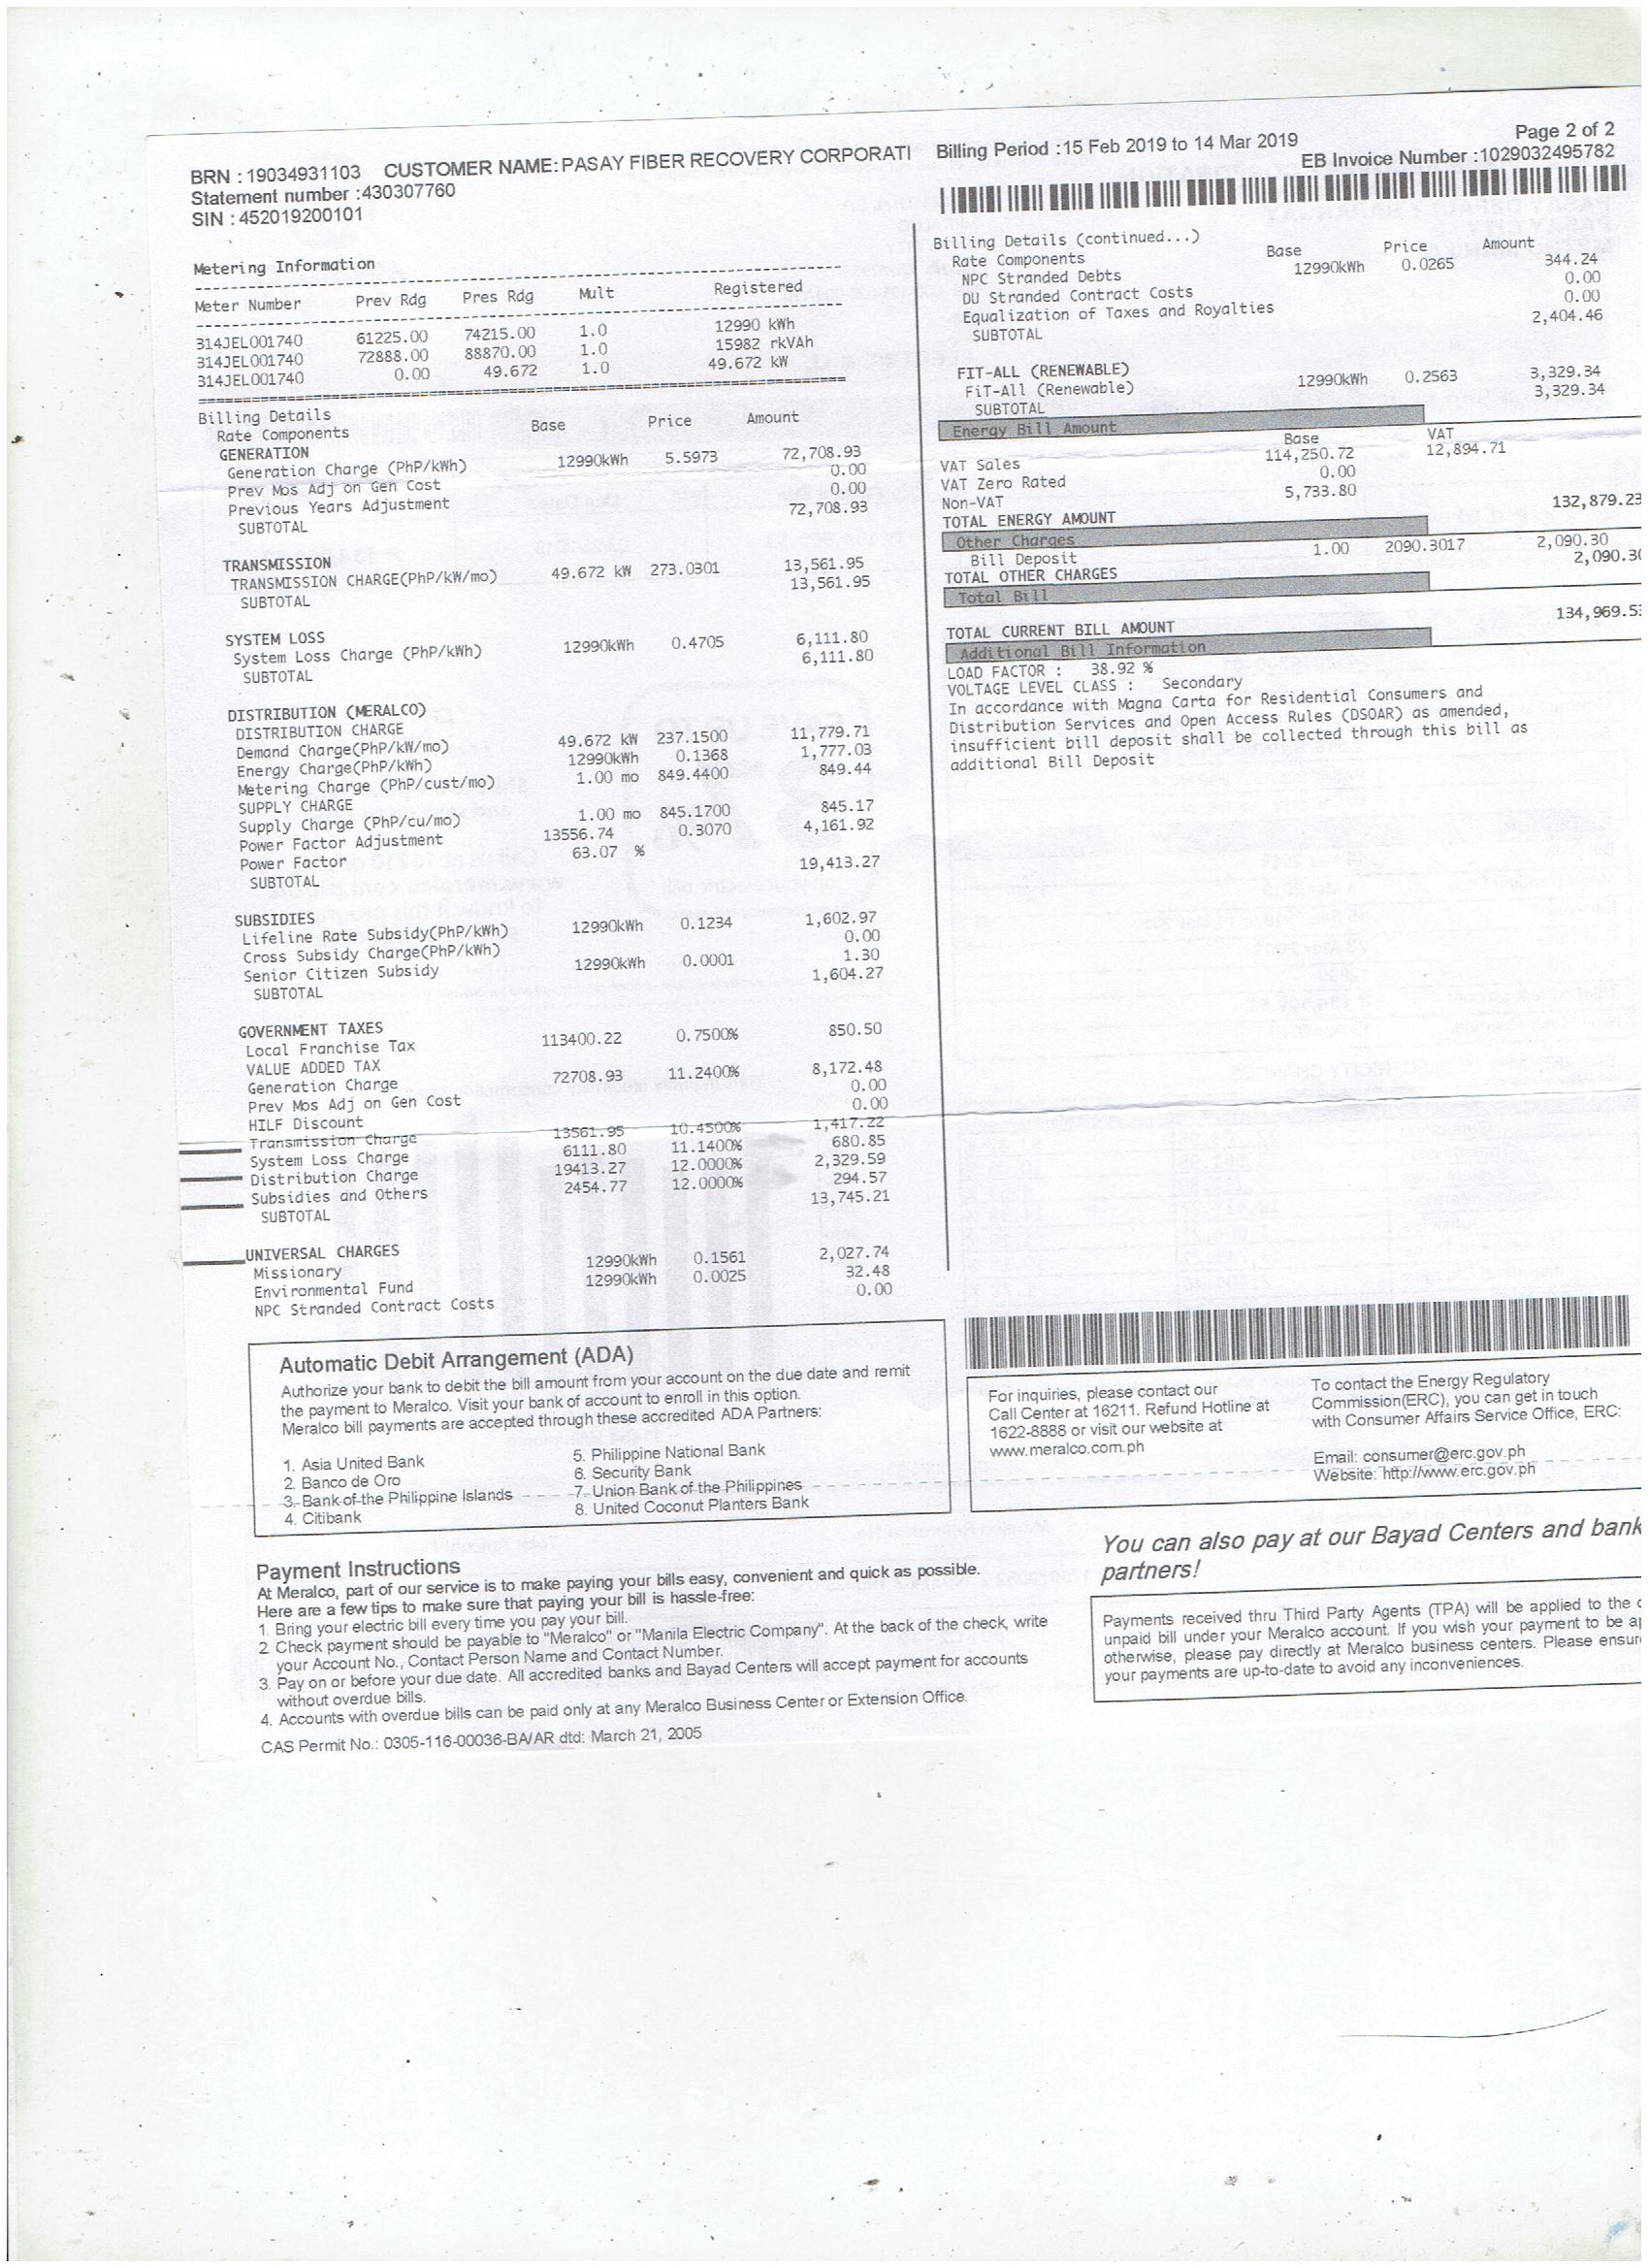 BRN : 19034931103 CUSTOMER NAME: PASAY FIBER RECOVERY CORPORATI
Statement number :430307760
SIN : 452019200101
Billing Period :15 Feb 2019 to 14 Mar 2019
Page 2 of 2
EB Invoice Number :1029032495782
Metering Information
Meter Number Prev Rdg Pres Rdg Mult Registered
314JEL001740 61225.00 74215.00 1.0 12990 kWh
314JEL001740 72888.00 88870.00 1.0 15982 rkVAh
314JEL001740 0.00 49.672 1.0 49.672 kW
Billing Details
Rate Components Base Price Amount
GENERATION
Generation Charge (PhP/kWh) 12990kWh 5.5973 72,708.93
Prev Mos Adj on Gen Cost 0.00
Previous Years Adjustment 0.00
SUBTOTAL 72,708.93
TRANSMISSION
TRANSMISSION CHARGE(PhP/kW/mo) 49.672 kW 273.0301 13,561.95
SUBTOTAL 13,561.95
SYSTEM LOSS
System Loss Charge (PhP/kWh) 12990kWh 0.4705 6,111.80
SUBTOTAL 6,111.80
DISTRIBUTION (MERALCO)
DISTRIBUTION CHARGE
Demand Charge(PhP/kW/mo) 49.672 kW 237.1500 11,779.71
Energy Charge(PhP/kWh) 12990kWh 0.1368 1,777.03
Metering Charge (PhP/cust/mo) 1.00 mo 849.4400 849.44
SUPPLY CHARGE
Supply Charge (PhP/cu/mo) 1.00 mo 845.1700 845.17
Power Factor Adjustment 13556.74 0.3070 4,161.92
Power Factor 63.07 %
SUBTOTAL 19,413.27
SUBSIDIES
Lifeline Rate Subsidy(PhP/kWh) 12990kWh 0.1234 1,602.97
Cross Subsidy Charge(PhP/kWh) 0.00
Senior Citizen Subsidy 12990kWh 0.0001 1.30
SUBTOTAL 1,604.27
GOVERNMENT TAXES
Local Franchise Tax 113400.22 0.7500% 850.50
VALUE ADDED TAX
Generation Charge 72708.93 11.2400% 8,172.48
Prev Mos Adj on Gen Cost 0.00
HILF Discount 0.00
Transmission Charge 13561.95 10.4500% 1,417.22
System Loss Charge 6111.80 11.1400% 680.85
Distribution Charge 19413.27 12.0000% 2,329.59
Subsidies and Others 2454.77 12.0000% 294.57
SUBTOTAL 13,745.21
UNIVERSAL CHARGES
Missionary 12990kWh 0.1561 2,027.74
Environmental Fund 12990kWh 0.0025 32.48
NPC Stranded Contract Costs 0.00
Billing Details (continued...)
Rate Components Base Price Amount
NPC Stranded Debts 12990kWh 0.0265 344.24
DU Stranded Contract Costs 0.00
Equalization of Taxes and Royalties 0.00
SUBTOTAL 2,404.46
FIT-ALL (RENEWABLE)
FiT-All (Renewable) 12990kWh 0.2563 3,329.34
SUBTOTAL 3,329.34
Energy Bill Amount
Base VAT
VAT Sales 114,250.72 12,894.71
VAT Zero Rated 0.00
Non-VAT 5,733.80
TOTAL ENERGY AMOUNT 132,879.23
Other Charges
Bill Deposit 1.00 2090.3017 2,090.30
TOTAL OTHER CHARGES 2,090.30
Total Bill
TOTAL CURRENT BILL AMOUNT 134,969.53
Additional Bill Information
LOAD FACTOR : 38.92 %
VOLTAGE LEVEL CLASS : Secondary
In accordance with Magna Carta for Residential Consumers and
Distribution Services and Open Access Rules (DSOAR) as amended,
insufficient bill deposit shall be collected through this bill as
additional Bill Deposit
Automatic Debit Arrangement (ADA)
Authorize your bank to debit the bill amount from your account on the due date and remit
the payment to Meralco. Visit your bank of account to enroll in this option.
Meralco bill payments are accepted through these accredited ADA Partners:
1. Asia United Bank
2. Banco de Oro
3. Bank of the Philippine Islands
4. Citibank
5. Philippine National Bank
6. Security Bank
7. Union Bank of the Philippines
8. United Coconut Planters Bank
For inquiries, please contact our
Call Center at 16211. Refund Hotline at
1622-8888 or visit our website at
www.meralco.com.ph
To contact the Energy Regulatory
Commission(ERC), you can get in touch
with Consumer Affairs Service Office, ERC:
Email: consumer@erc.gov.ph
Website: http://www.erc.gov.ph
Payment Instructions
At Meralco, part of our service is to make paying your bills easy, convenient and quick as possible.
Here are a few tips to make sure that paying your bill is hassle-free:
1. Bring your electric bill every time you pay your bill.
2. Check payment should be payable to "Meralco" or "Manila Electric Company". At the back of the check, write
your Account No., Contact Person Name and Contact Number.
3. Pay on or before your due date. All accredited banks and Bayad Centers will accept payment for accounts
without overdue bills.
4. Accounts with overdue bills can be paid only at any Meralco Business Center or Extension Office.
CAS Permit No.: 0305-116-00036-BA/AR dtd: March 21, 2005
You can also pay at our Bayad Centers and bank
partners!
Payments received thru Third Party Agents (TPA) will be applied to the
unpaid bill under your Meralco account. If you wish your payment to be
otherwise, please pay directly at Meralco business centers. Please
your payments are up-to-date to avoid any inconveniences.